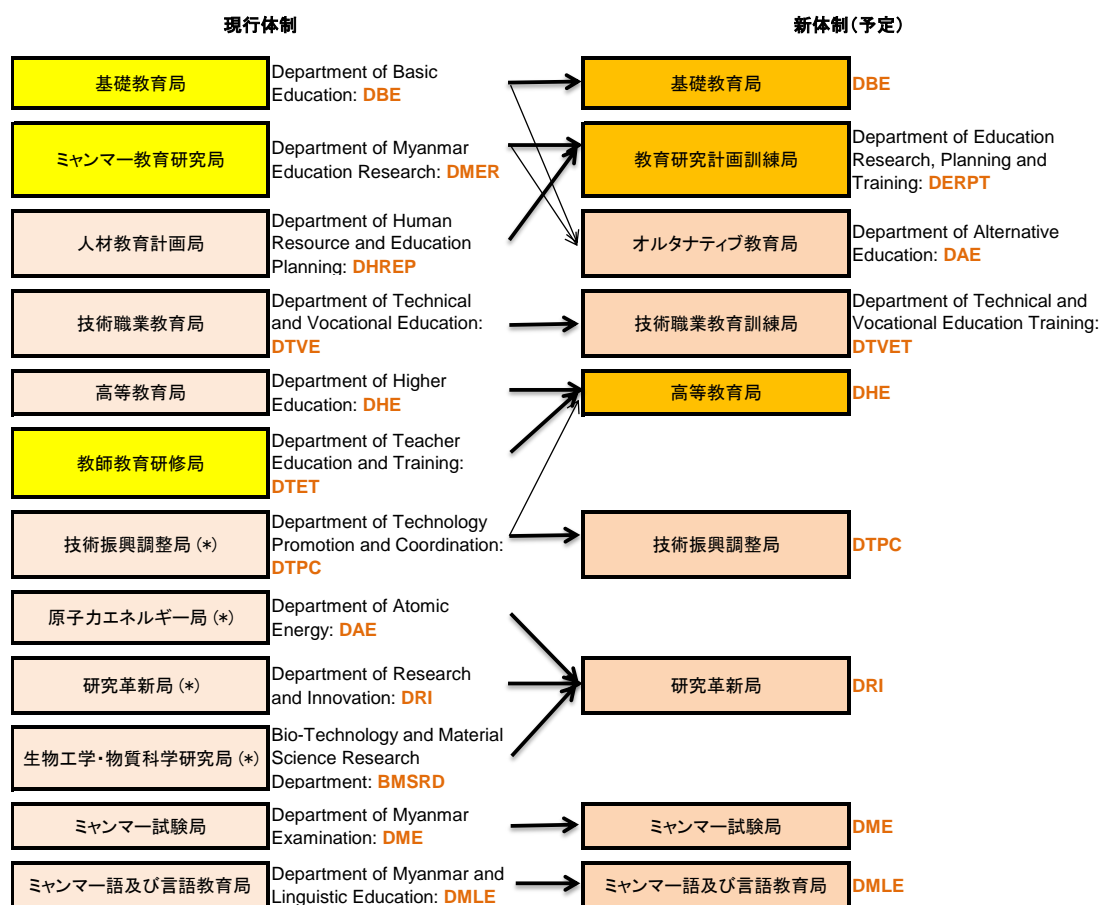 現行体制
新体制(予定)
基礎教育局
Department of Basic
Education: DBE
基礎教育局
DBE
ミャンマー教育研究局
Department of Myanmar
Education Research: DMER
教育研究計画訓練局
Department of Education
Research, Planning and
Training: DERPT
人材教育計画局
Department of Human
Resource and Education
Planning: DHREP
オルタナティブ教育局
Department of Alternative
Education: DAE
技術職業教育局
Department of Technical
and Vocational Education:
DTVE
技術職業教育訓練局
Department of Technical and
Vocational Education Training:
DTVET
高等教育局
Department of Higher
Education: DHE
高等教育局
DHE
教師教育研修局
Department of Teacher
Education and Training:
DTET
技術振興調整局 (*)
Department of Technology
Promotion and Coordination:
DTPC
技術振興調整局
DTPC
原子力エネルギー局 (*)
Department of Atomic
Energy: DAE
研究革新局 (*)
Department of Research
and Innovation: DRI
研究革新局
DRI
生物工学・物質科学研究局 (*)
Bio-Technology and Material
Science Research
Department: BMSRD
ミャンマー試験局
Department of Myanmar
Examination: DME
ミャンマー試験局
DME
ミャンマー語及び言語教育局
Department of Myanmar and
Linguistic Education: DMLE
ミャンマー語及び言語教育局
DMLE